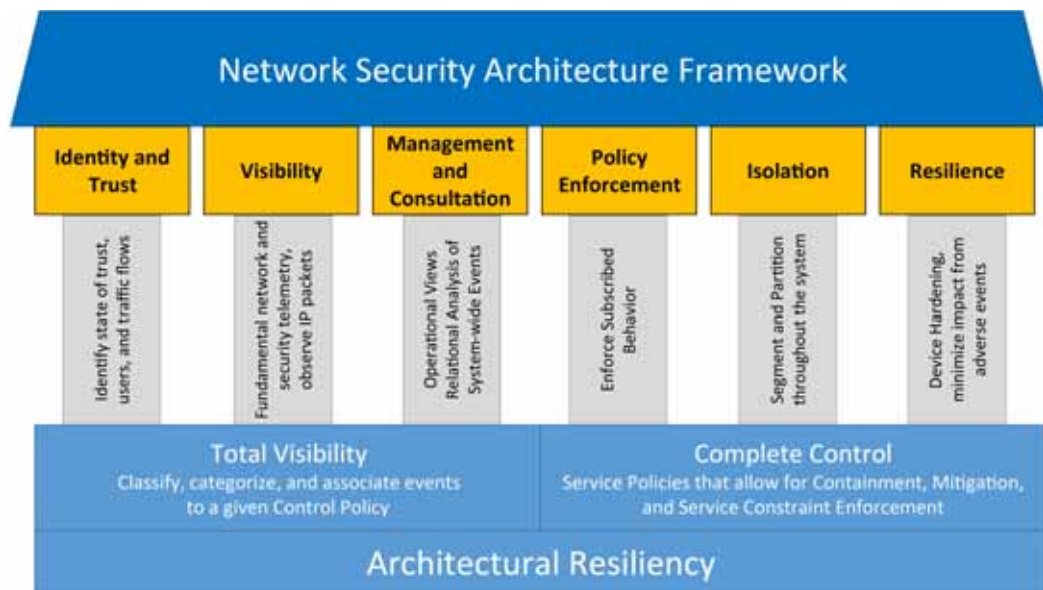 Network Security Architecture Framework
Identity and
Trust
Visibility
Management
and
Consultation
Policy
Enforcement
Isolation
Resilience
Identify state of trust,
users, and traffic flows
Fundamental network and
security telemetry,
observe IP packets
Operational Views
Relational Analysis of
System-wide Events
Enforce Subscribed
Behavior
Segment and Partition
throughout the system
Device Hardening,
minimize impact from
adverse events
Total Visibility
Classify, categorize, and associate events
to a given Control Policy
Complete Control
Service Policies that allow for Containment, Mitigation,
and Service Constraint Enforcement
Architectural Resiliency